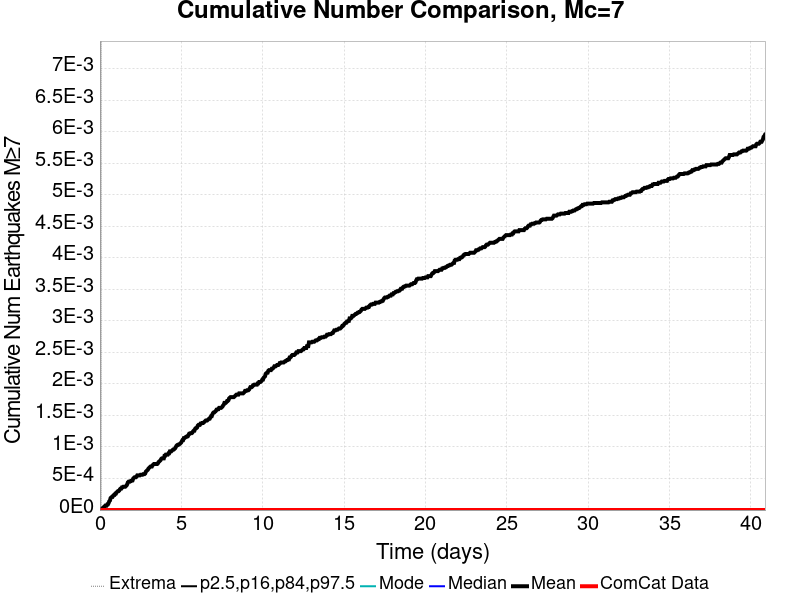 Cumulative Number Comparison, Mc=7
Cumulative Num Earthquakes M≥7
7E-3
6.5E-3
6E-3
5.5E-3
5E-3
4.5E-3
4E-3
3.5E-3
3E-3
2.5E-3
2E-3
1.5E-3
1E-3
5E-4
0E0
0 5 10 15 20 25 30 35 40
Time (days)
Extrema p2.5,p16,p84,p97.5 Mode Median Mean ComCat Data